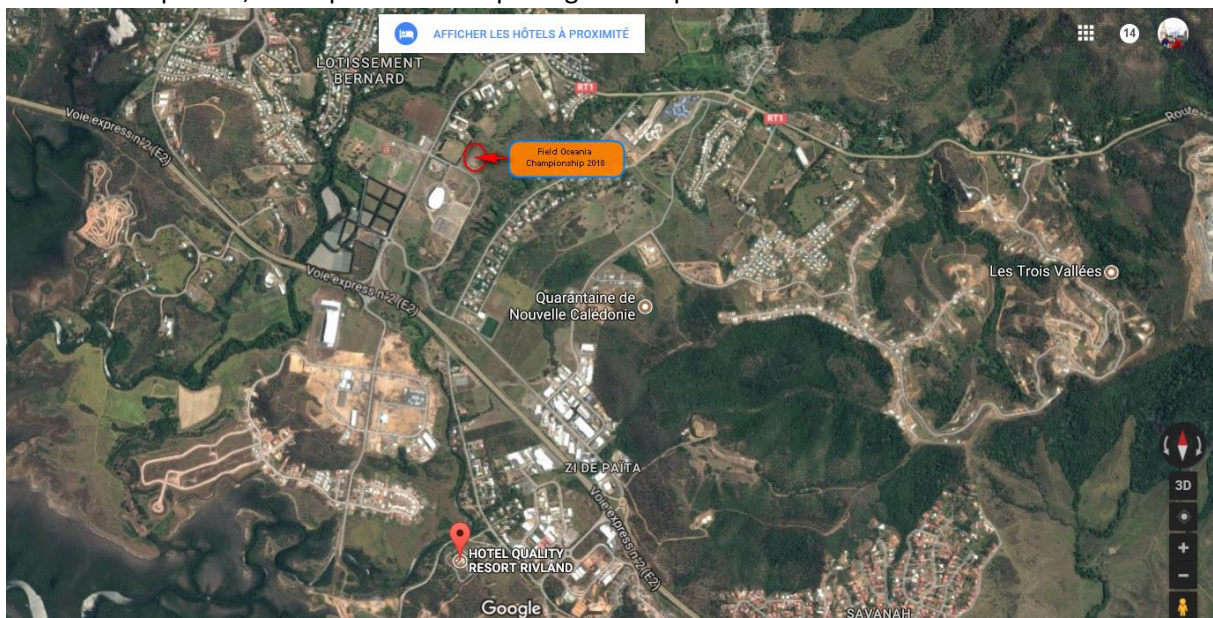 AFFICHER LES HÔTELS À PROXIMITÉ
14
LOTISSEMENT
BERNARD
RT1
Voie express n°2 (E2)
RT1
Route
Field Oceania
Championship 2018
Voie express n°2 (E2)
Les Trois Vallées
Quarantaine de
Nouvelle Calédonie
ZI DE PAÏTA
3D
Voie express n°2 (E2)
HOTEL QUALITY
RESORT RIVLAND
Google
SAVANAH